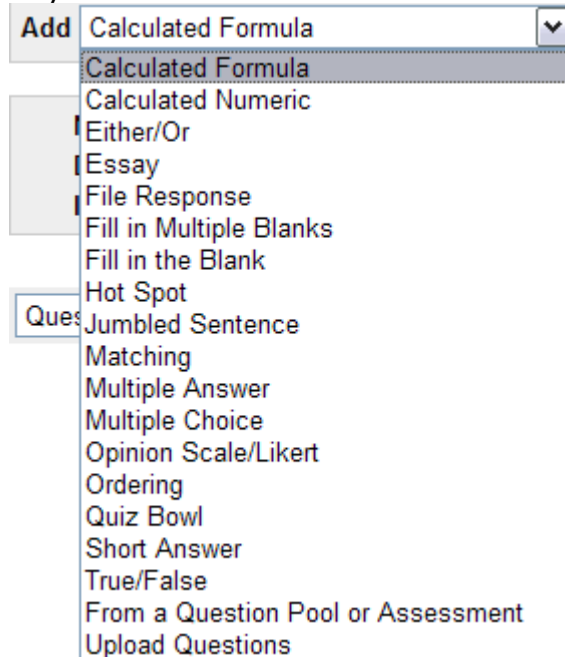 Add Calculated Formula
Calculated Formula
Calculated Numeric
Either/Or
Essay
File Response
Fill in Multiple Blanks
Fill in the Blank
Hot Spot
Jumbled Sentence
Matching
Multiple Answer
Multiple Choice
Opinion Scale/Likert
Ordering
Quiz Bowl
Short Answer
True/False
From a Question Pool or Assessment
Upload Questions